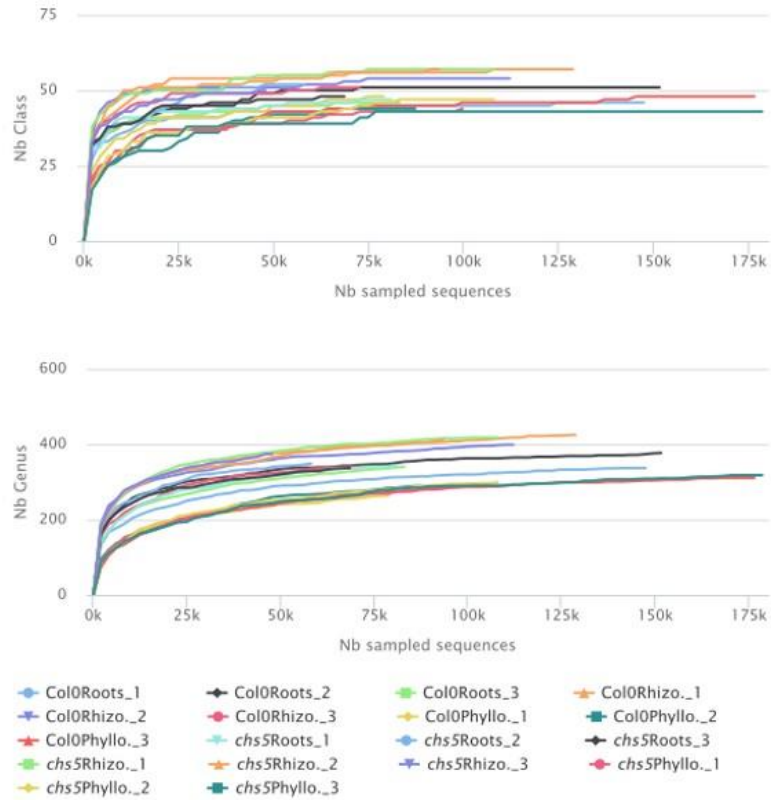 75
50
25
0
Nb Class
0k 25k 50k 75k 100k 125k 150k 175k
Nb sampled sequences
600
400
200
0
Nb Genus
0k 25k 50k 75k 100k 125k 150k 175k
Nb sampled sequences
Col0Roots_1 Col0Roots_2 Col0Roots_3 Col0Rhizo._1
Col0Rhizo._2 Col0Rhizo._3 Col0Phyllo._1 Col0Phyllo._2
Col0Phyllo._3 chs5Roots_1 chs5Roots_2 chs5Roots_3
chs5Rhizo._1 chs5Rhizo._2 chs5Rhizo._3 chs5Phyllo._1
chs5Phyllo._2 chs5Phyllo._3